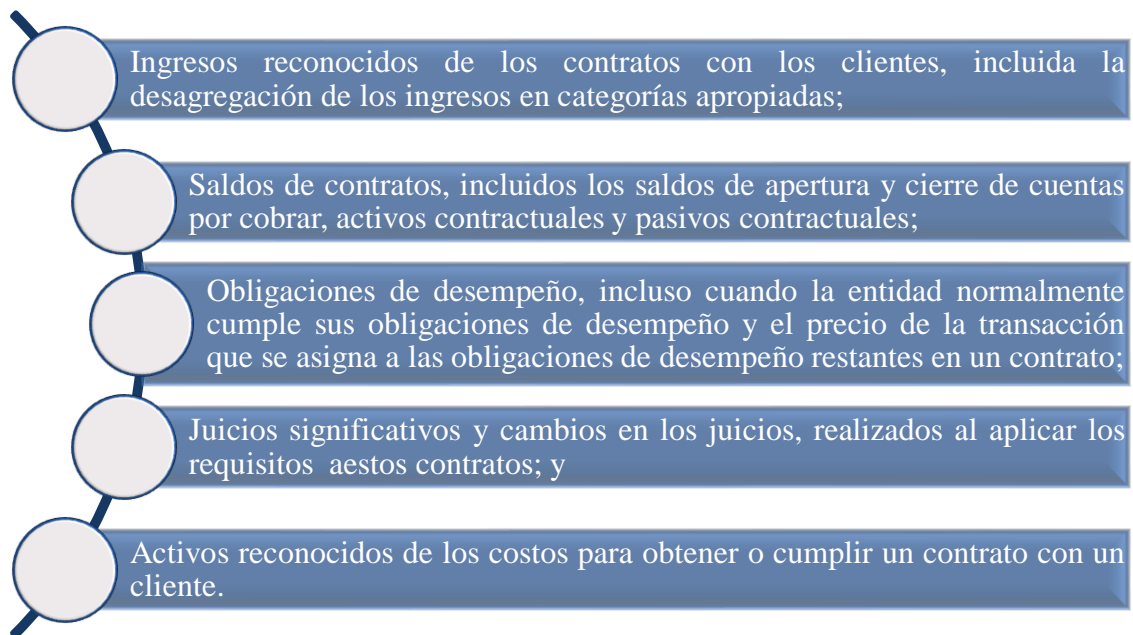 Ingresos reconocidos de los contratos con los clientes, incluida la
desagregación de los ingresos en categorías apropiadas;
Saldos de contratos, incluidos los saldos de apertura y cierre de cuentas
por cobrar, activos contractuales y pasivos contractuales;
Obligaciones de desempeño, incluso cuando la entidad normalmente
cumple sus obligaciones de desempeño y el precio de la transacción
que se asigna a las obligaciones de desempeño restantes en un contrato;
Juicios significativos y cambios en los juicios, realizados al aplicar los
requisitos aestos contratos; y
Activos reconocidos de los costos para obtener o cumplir un contrato con un
cliente.